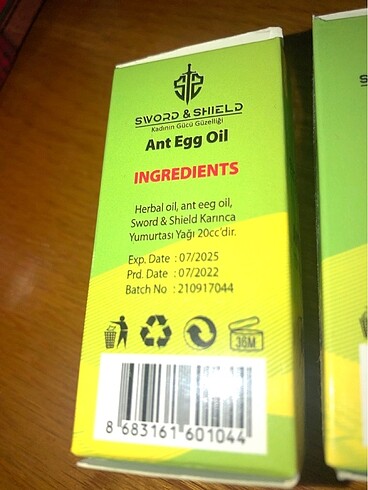 SWORD & SHIELD
Kadının Gücü Güzelliği
Ant Egg Oil
INGREDIENTS
Herbal oil, ant eeg oil,
Sword & Shield Karınca
Yumurtası Yağı 20cc'dir.
Exp. Date : 07/2025
Prd. Date : 07/2022
Batch No : 210917044
36M
8 683161 601044